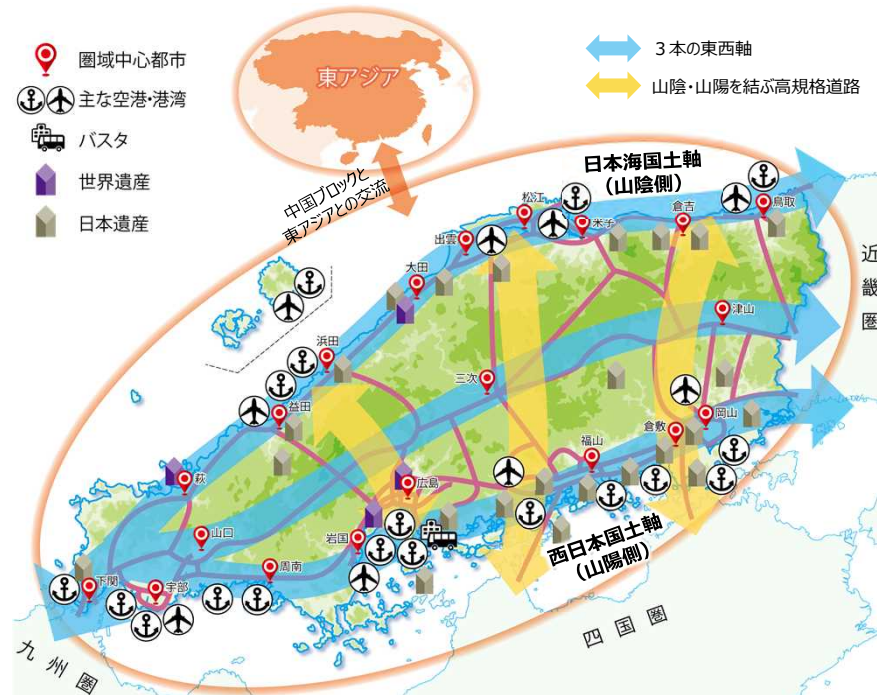 圏域中心都市
主な空港・港湾
バスタ
世界遺産
日本遺産
東アジア
3本の東西軸
山陰・山陽を結ぶ高規格道路
中国ブロックと
東アジアとの交流
日本海国土軸
(山陰側)
松江
米子
倉吉
鳥取
出雲
大田
近畿圏
津山
浜田
三次
益田
岡山
倉敷
福山
萩
広島
山口
岩国
西日本国土軸
(山陽側)
周南
下関
宇部
四国圏
九州圏